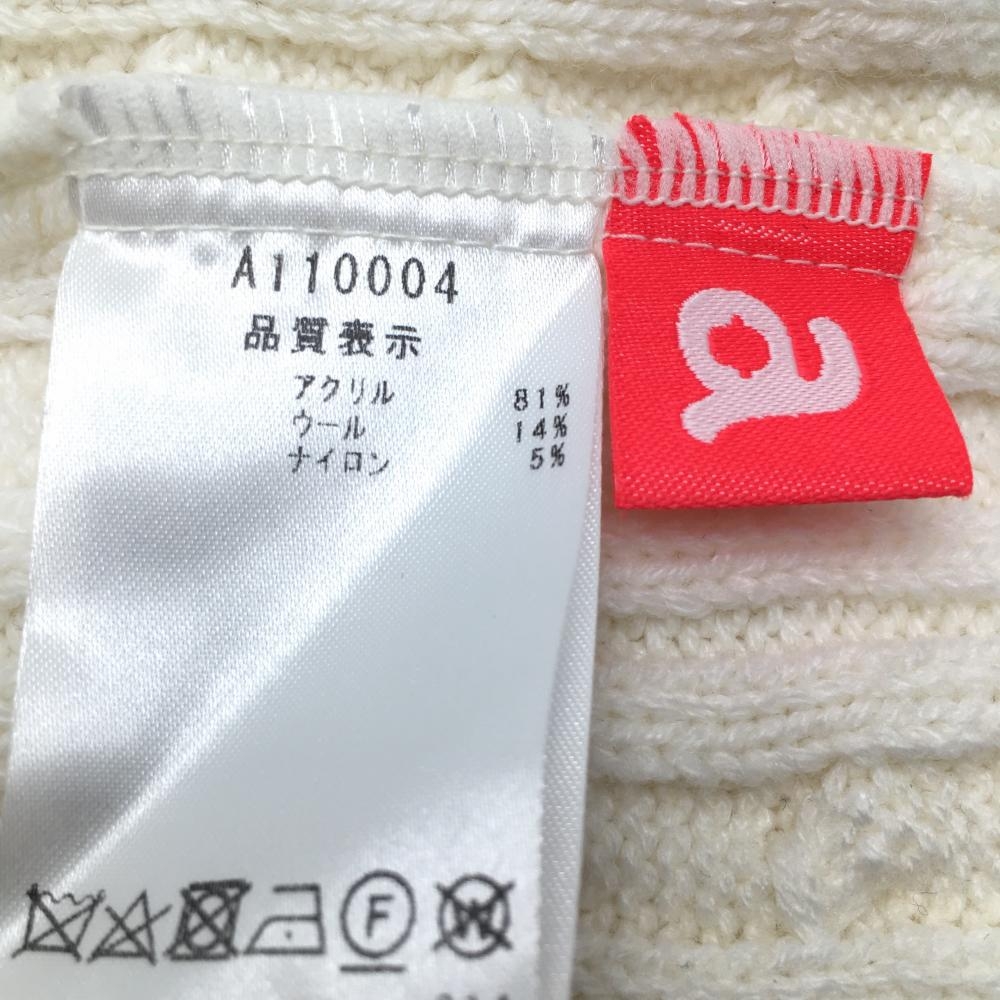 A110004
品質表示
アクリル 81%
ウール 14%
ナイロン 5%
a
F W